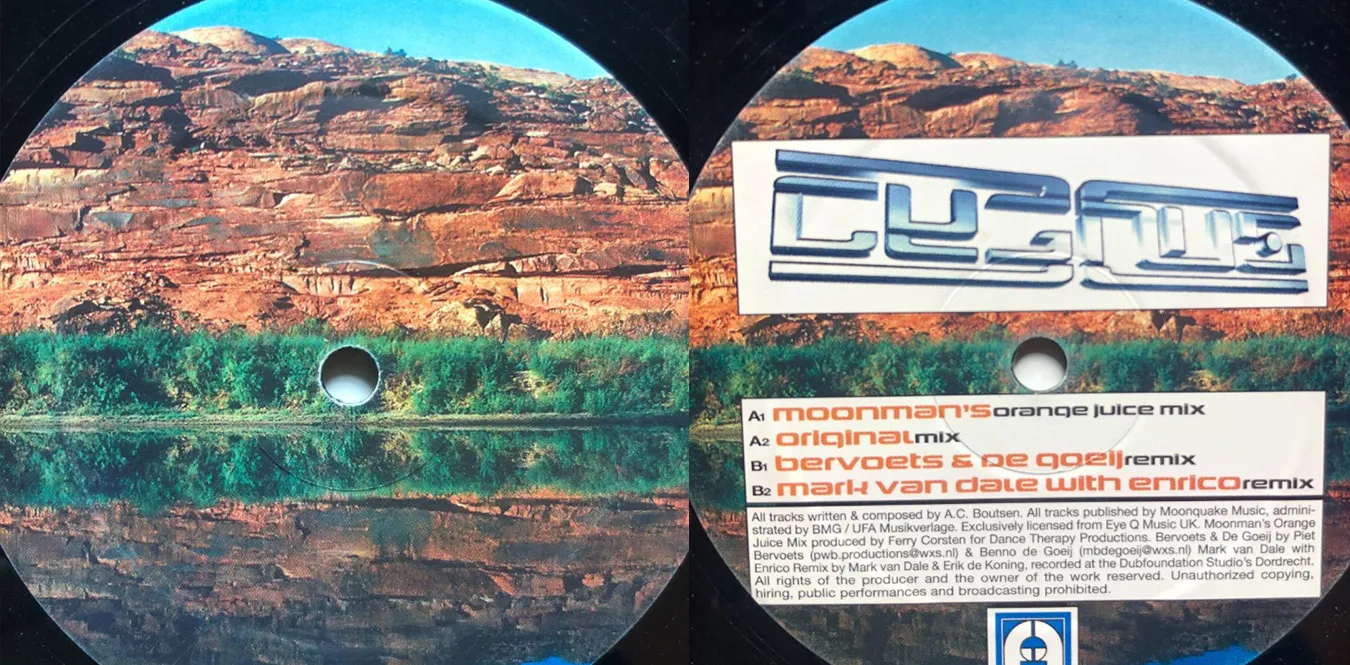 CYGNUS
A1 moonman's orange juice mix
A2 original mix
B1 bervoets & de goeij remix
B2 mark van dale with enrico remix
All tracks written & composed by A.C. Boutsen. All tracks published by Moonquake Music, admini-
strated by BMG / UFA Musikverlage. Exclusively licensed from Eye Q Music UK. Moonman's Orange
Juice Mix produced by Ferry Corsten for Dance Therapy Productions. Bervoets & De Goeij by Piet
Bervoets (pwb.productions@wxs.nl) & Benno de Goeij (mbdegoeij@wxs.nl) Mark van Dale with
Enrico Remix by Mark van Dale & Erik de Koning, recorded at the Dubfoundation Studio's Dordrecht.
All rights of the producer and the owner of the work reserved. Unauthorized copying,
hiring, public performances and broadcasting prohibited.